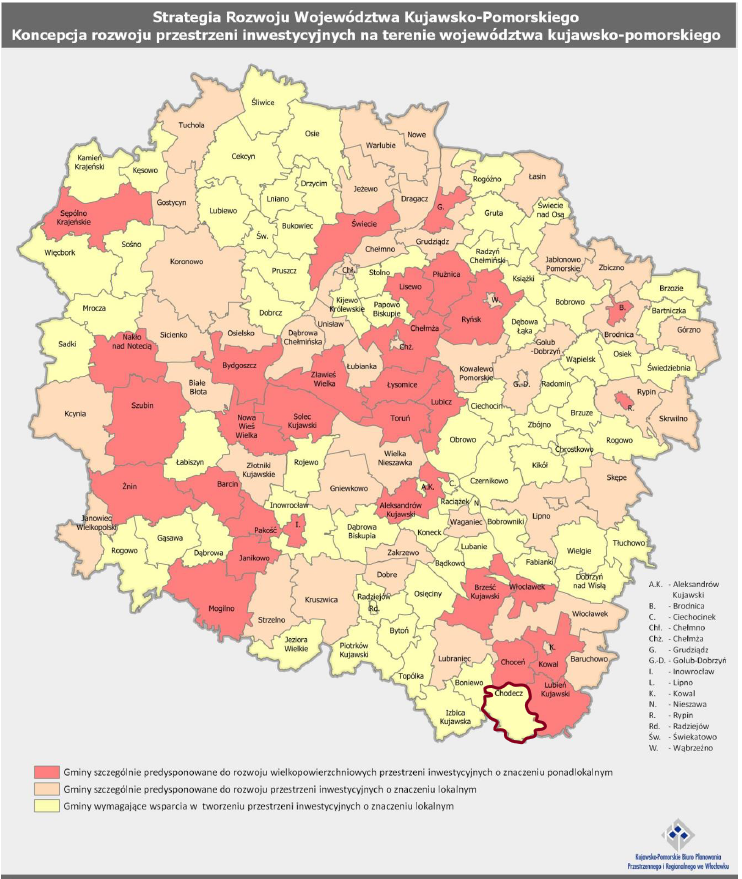 Strategia Rozwoju Województwa Kujawsko-Pomorskiego
Koncepcja rozwoju przestrzeni inwestycyjnych na terenie województwa kujawsko-pomorskiego
Śliwice
Tuchola
Osie
Nowe
Warlubie
Kamień
Krajeński
Kęsowo
Cekcyn
Rogóźno
Łasin
Drzycim
Jeżewo
Dragacz
Gostycyn
Lniano
Lubiewo
Sępólno
Krajeńskie
G.
Gruta
Świecie
nad Osą
Świecie
Bukowiec
Św.
Sośno
Grudziądz
Więcbork
Chełmno
Radzyń
Chełmiński
Koronowo
Jabłonowo
Pomorskie
Zbiczno
Pruszcz
Chł.
Stolno
Płużnica
Książki
Lisewo
Brzozie
Mrocza
Kijewo
Królewskie
Papowo
Biskupie
W.
Bobrowo
B.
Bartniczka
Dobrcz
Ryńsk
Unisław
Chełmża
Dębowa
Łąka
Górzno
Sicienko
Osielsko
Dąbrowa
Chełmińska
Brodnica
Nakło
nad Notecią
Sadki
Chż.
Golub
-Dobrzyń
Osiek
Wąpielsk
Bydgoszcz
Łubianka
Świedziebnia
Zławieś
Wielka
Kowalewo
Pomorskie
Białe
Błota
Łysomice
G.-D.
Radomin
Rypin
Szubin
Lubicz
R.
Kcynia
Ciechocin
Brzuze
Skrwilno
Nowa
Wieś
Wielka
Solec
Kujawski
Toruń
Zbójno
Obrowo
Rogowo
Chrostkowo
Wielka
Nieszawka
Łabiszyn
Złotniki
Kujawskie
Rojewo
Kikół
Skępe
Czernikowo
Żnin
Barcin
Gniewkowo
A.K.
C.
Raciążek
N.
Inowrocław
Aleksandrów
Kujawski
L.
Lipno
Janowiec
Wielkopolski
Pakość
I.
Waganiec
Bobrowniki
Dąbrowa
Biskupia
Koneck
Gąsawa
Rogowo
Tłuchowo
Dąbrowa
Janikowo
Zakrzewo
Lubanie
Wielgie
Bądkowo
Fabianki
Dobre
Dobrzyń
nad Wisłą
Brześć
Kujawski
Włocławek
Osięciny
Radziejów
Rd.
Mogilno
Kruszwica
Strzelno
Włocławek
Bytoń
Jeziora
Wielkie
Piotrków
Kujawski
K.
Lubraniec
Choceń
Kowal
Baruchowo
Topólka
Boniewo
Lubień
Kujawski
Chodecz
Izbica
Kujawska
A.K. - Aleksandrów
Kujawski
B. - Brodnica
C. - Ciechocinek
Chł. - Chełmno
Chż. - Chełmża
G. - Grudziądz
G.-D. - Golub-Dobrzyń
I. - Inowrocław
L. - Lipno
K. - Kowal
N. - Nieszawa
R. - Rypin
Rd. - Radziejów
Św. - Świekatowo
W. - Wąbrzeźno
Gminy szczególnie predysponowane do rozwoju wielkopowierzchniowych przestrzeni inwestycyjnych o znaczeniu ponadlokalnym
Gminy szczególnie predysponowane do rozwoju przestrzeni inwestycyjnych o znaczeniu lokalnym
Gminy wymagające wsparcia w tworzeniu przestrzeni inwestycyjnych o znaczeniu lokalnym
Kujawsko-Pomorskie Biuro Planowania
Przestrzennego i Regionalnego we Włocławku